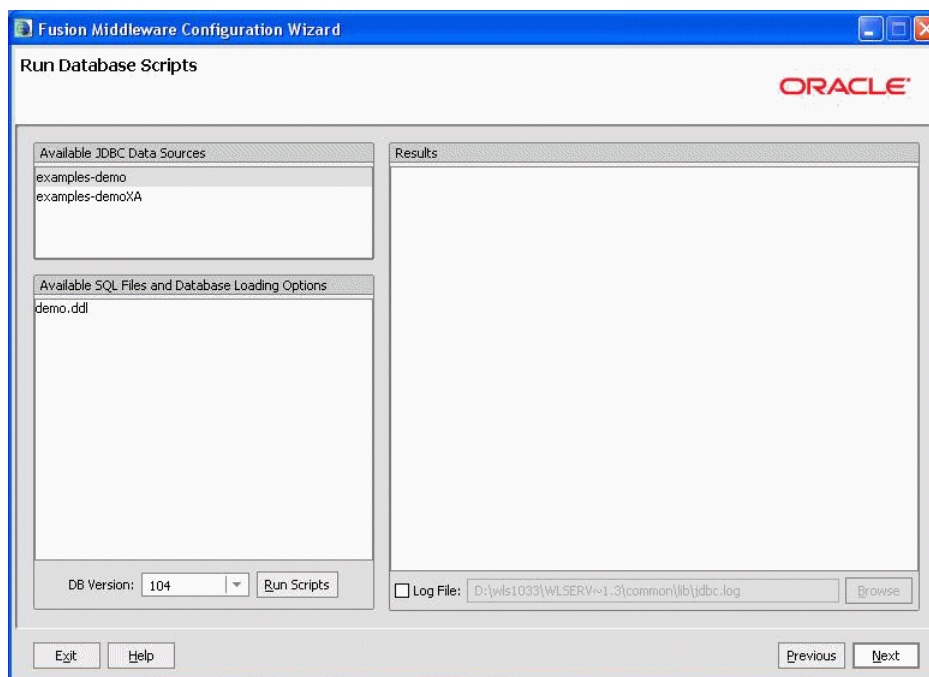 Fusion Middleware Configuration Wizard
Run Database Scripts
ORACLE
Available JDBC Data Sources
examples-demo
examples-demoXA
Available SQL Files and Database Loading Options
demo.ddl
DB Version: 104 Run Scripts
Results
Log File: D:\wls1033\WLSERV~1.3\common\lib\jdbc.log Browse
Exit Help Previous Next